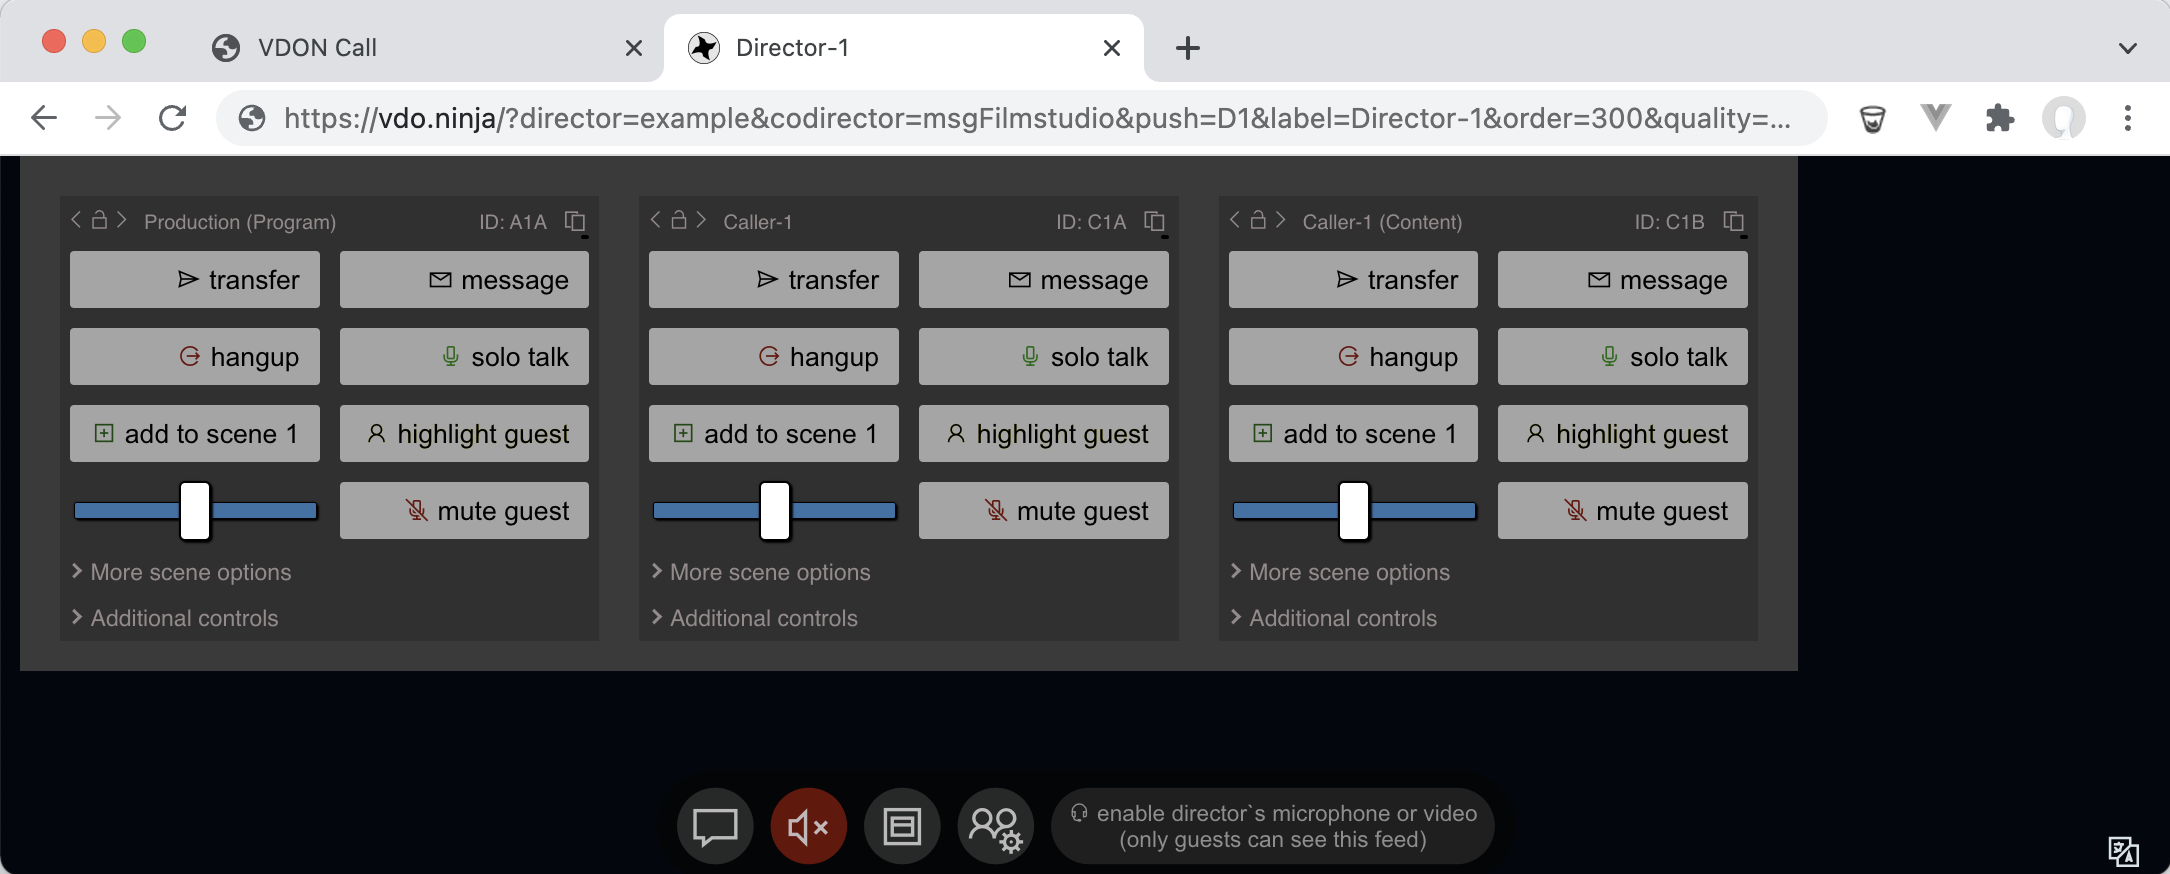 VDON Call
Director-1
https://vdo.ninja/?director=example&codirector=msgFilmstudio&push=D1&label=Director-1&order=300&quality=...
Production (Program) ID: A1A
transfer message
hangup solo talk
add to scene 1 highlight guest
mute guest
More scene options
Additional controls
Caller-1 ID: C1A
transfer message
hangup solo talk
add to scene 1 highlight guest
mute guest
More scene options
Additional controls
Caller-1 (Content) ID: C1B
transfer message
hangup solo talk
add to scene 1 highlight guest
mute guest
More scene options
Additional controls
enable director`s microphone or video
(only guests can see this feed)